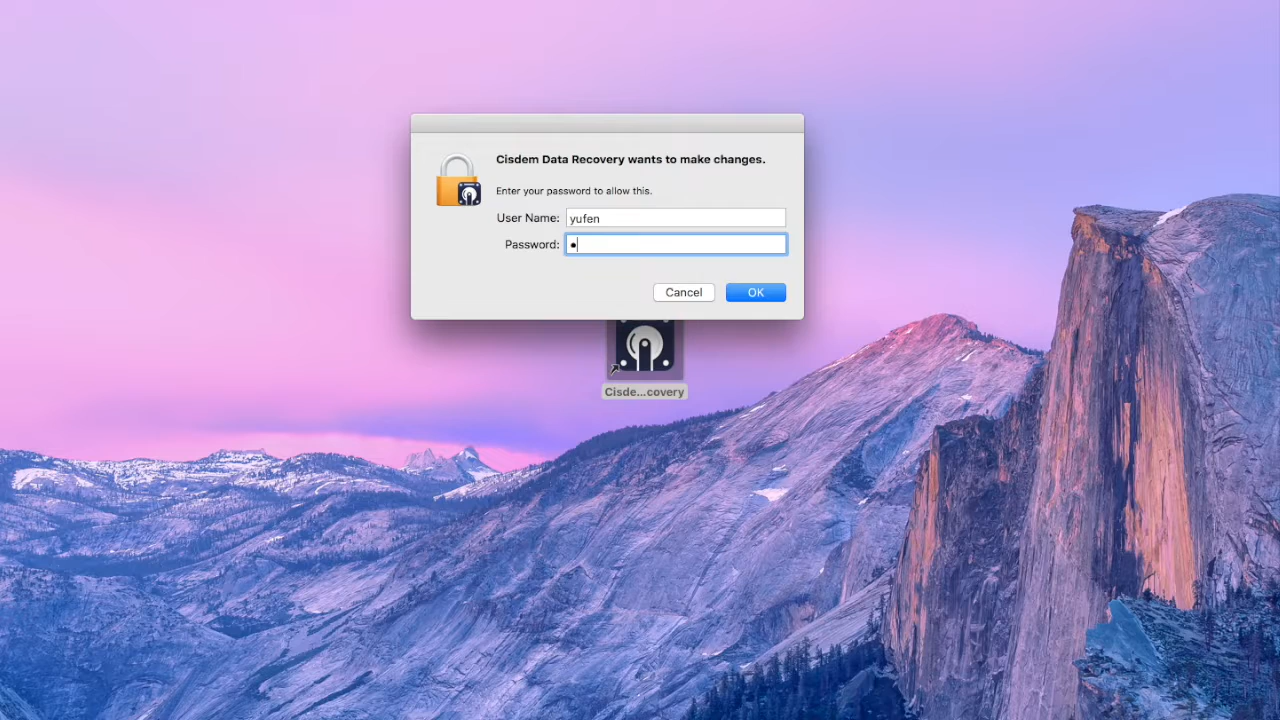 Cisdem Data Recovery wants to make changes.
Enter your password to allow this.
User Name: yufen
Password: •
Cancel OK
Cisde...covery